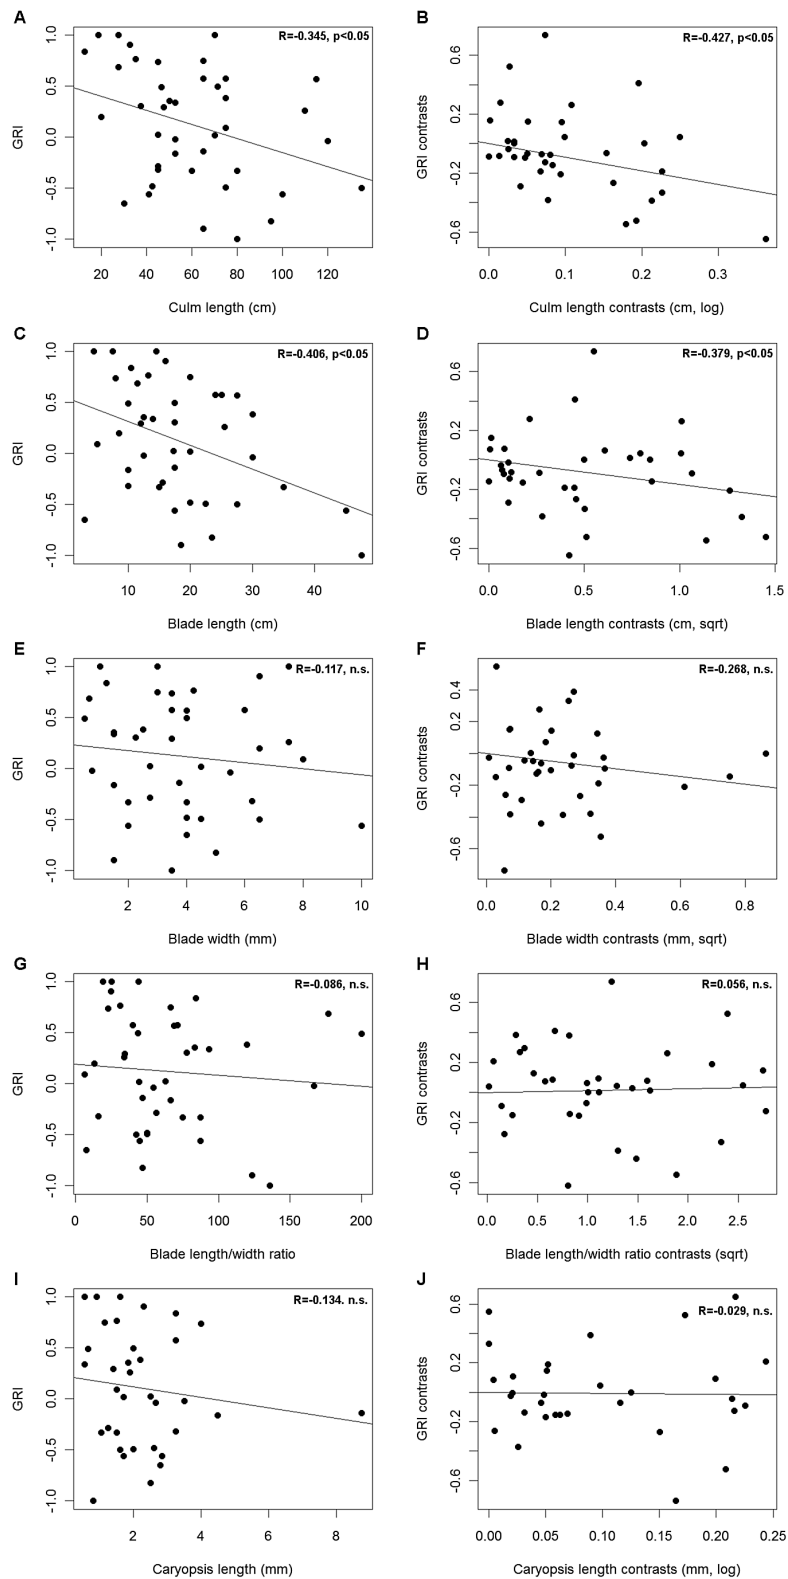 A
R=-0.345, p<0.05
GRI
1.0
0.5
0.0
-0.5
-1.0
20 40 60 80 100 120
Culm length (cm)
B
R=-0.427, p<0.05
GRI contrasts
0.6
0.2
-0.2
-0.6
0.0 0.1 0.2 0.3
Culm length contrasts (cm, log)
C
R=-0.406, p<0.05
GRI
1.0
0.5
0.0
-0.5
-1.0
10 20 30 40
Blade length (cm)
D
R=-0.379, p<0.05
GRI contrasts
0.6
0.2
-0.2
-0.6
0.0 0.5 1.0 1.5
Blade length contrasts (cm, sqrt)
E
R=-0.117, n.s.
GRI
1.0
0.5
0.0
-0.5
-1.0
2 4 6 8 10
Blade width (mm)
F
R=-0.268, n.s.
GRI contrasts
0.4
0.2
-0.2
-0.6
0.0 0.2 0.4 0.6 0.8
Blade width contrasts (mm, sqrt)
G
R=-0.086, n.s.
GRI
1.0
0.5
0.0
-0.5
-1.0
0 50 100 150 200
Blade length/width ratio
H
R=0.056, n.s.
GRI contrasts
0.6
0.2
-0.2
-0.6
0.0 0.5 1.0 1.5 2.0 2.5
Blade length/width ratio contrasts (sqrt)
I
R=-0.134. n.s.
GRI
1.0
0.5
0.0
-0.5
-1.0
2 4 6 8
Caryopsis length (mm)
J
R=-0.029, n.s.
GRI contrasts
0.6
0.2
-0.2
-0.6
0.00 0.05 0.10 0.15 0.20 0.25
Caryopsis length contrasts (mm, log)